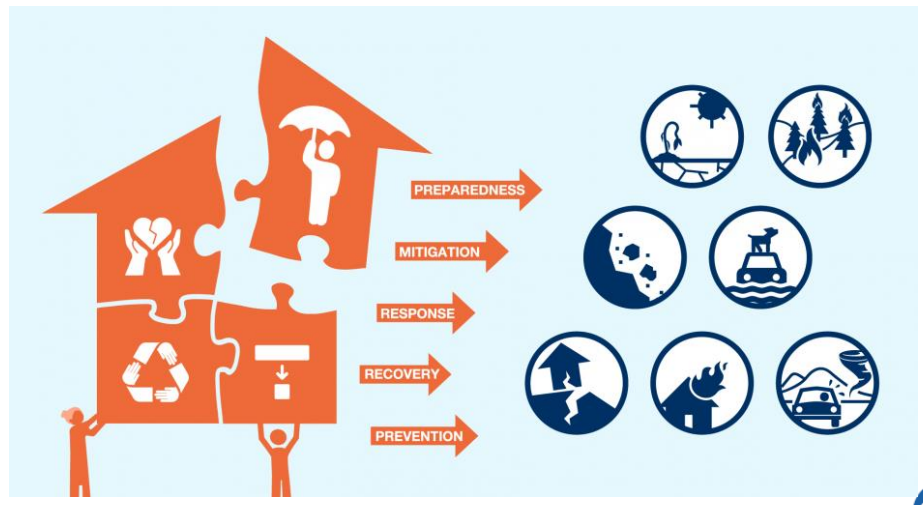 PREPAREDNESS
MITIGATION
RESPONSE
RECOVERY
PREVENTION